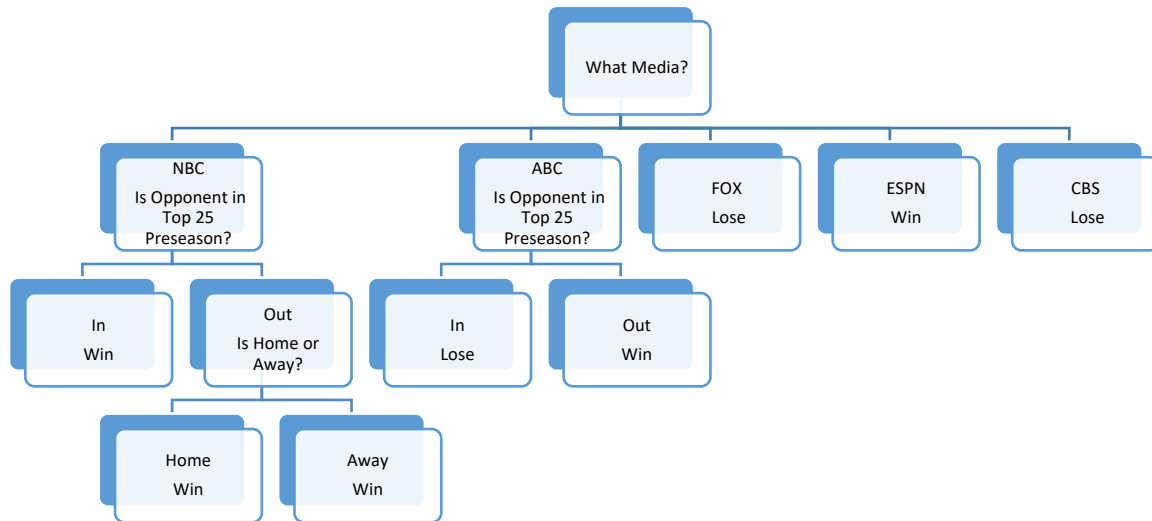 What Media?
NBC
Is Opponent in
Top 25
Preseason?
ABC
Is Opponent in
Top 25
Preseason?
FOX
Lose
ESPN
Win
CBS
Lose
In
Win
Out
Is Home or
Away?
In
Lose
Out
Win
Home
Win
Away
Win